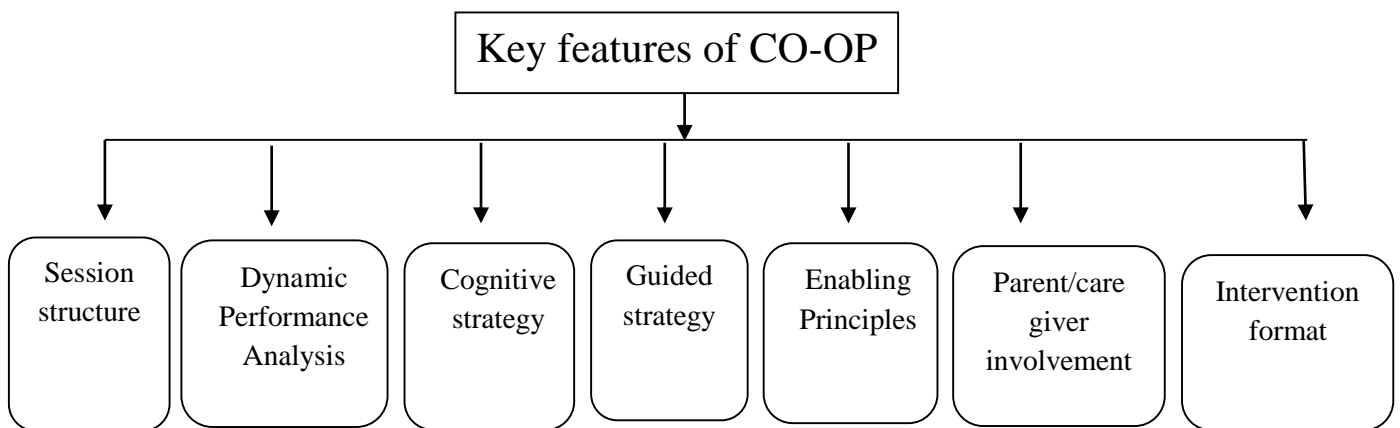 Key features of CO-OP
Session
structure
Dynamic
Performance
Analysis
Cognitive
strategy
Guided
strategy
Enabling
Principles
Parent/care
giver
involvement
Intervention
format